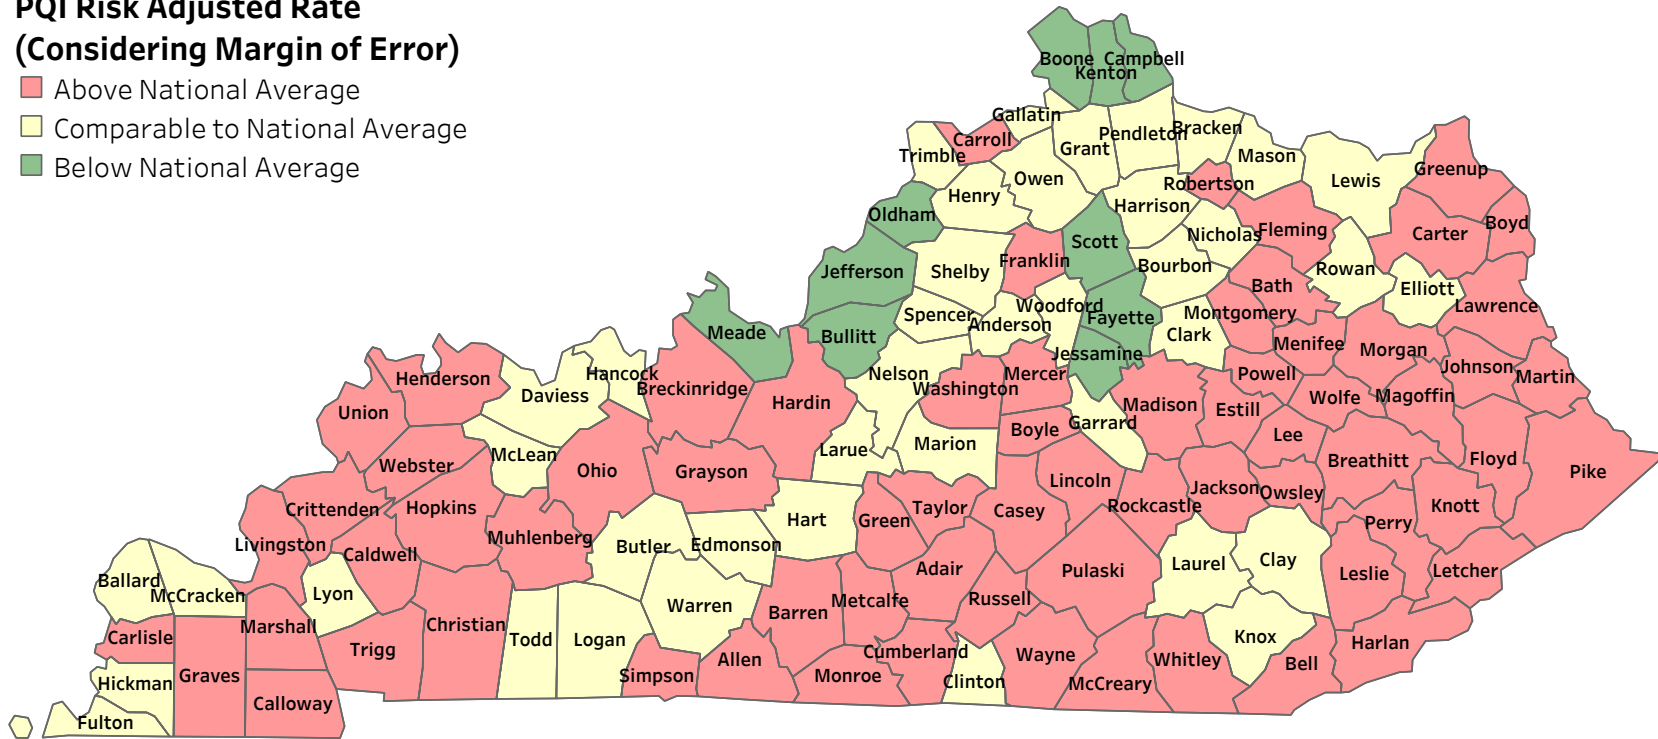 PQI Risk Adjusted Rate
(Considering Margin of Error)
Above National Average
Comparable to National Average
Below National Average
Boone
Campbell
Kenton
Gallatin
Carroll
Grant
Pendleton
Bracken
Trimble
Mason
Greenup
Henry
Owen
Robertson
Lewis
Oldham
Harrison
Nicholas
Fleming
Boyd
Carter
Scott
Jefferson
Shelby
Franklin
Bourbon
Rowan
Bath
Elliott
Meade
Spencer
Woodford
Fayette
Montgomery
Lawrence
Bullitt
Anderson
Clark
Menifee
Morgan
Jessamine
Henderson
Hancock
Breckinridge
Nelson
Mercer
Powell
Johnson
Martin
Daviess
Washington
Magoffin
Union
Hardin
Garrard
Madison
Estill
Wolfe
Boyle
Lee
McLean
Larue
Marion
Webster
Ohio
Grayson
Breathitt
Floyd
Pike
Lincoln
Jackson
Owsley
Crittenden
Hopkins
Taylor
Casey
Rockcastle
Knott
Hart
Green
Perry
Livingston
Caldwell
Muhlenberg
Butler
Edmonson
Adair
Pulaski
Laurel
Clay
Leslie
Letcher
Ballard
McCracken
Lyon
Warren
Barren
Metcalfe
Russell
Carlisle
Marshall
Christian
Todd
Logan
Knox
Harlan
Trigg
Allen
Cumberland
Wayne
Whitley
Bell
Hickman
Graves
Simpson
Monroe
Clinton
McCreary
Calloway
Fulton